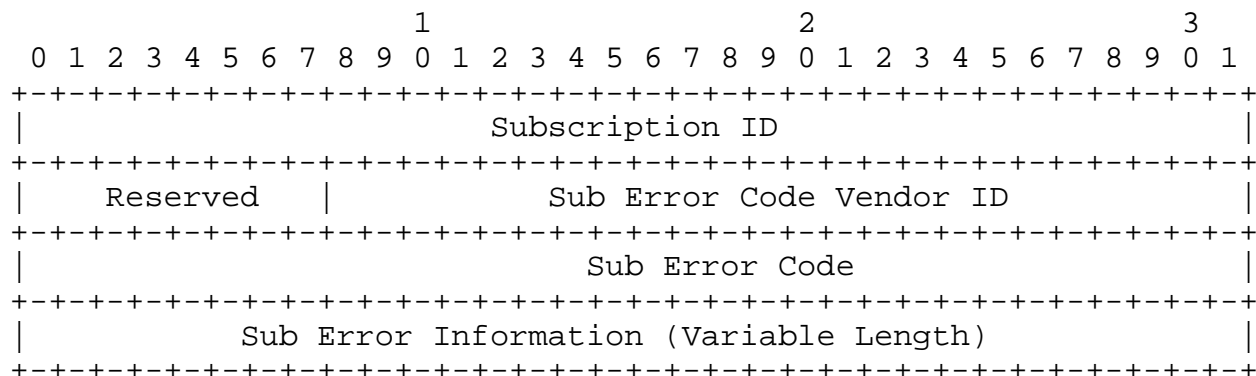 1                   2                   3
 0 1 2 3 4 5 6 7 8 9 0 1 2 3 4 5 6 7 8 9 0 1 2 3 4 5 6 7 8 9 0 1
+-+-+-+-+-+-+-+-+-+-+-+-+-+-+-+-+-+-+-+-+-+-+-+-+-+-+-+-+-+-+-+-+
|                        Subscription ID                        |
+-+-+-+-+-+-+-+-+-+-+-+-+-+-+-+-+-+-+-+-+-+-+-+-+-+-+-+-+-+-+-+-+
|    Reserved   |           Sub Error Code Vendor ID            |
+-+-+-+-+-+-+-+-+-+-+-+-+-+-+-+-+-+-+-+-+-+-+-+-+-+-+-+-+-+-+-+-+
|                             Sub Error Code                    |
+-+-+-+-+-+-+-+-+-+-+-+-+-+-+-+-+-+-+-+-+-+-+-+-+-+-+-+-+-+-+-+-+
|           Sub Error Information (Variable Length)             |
+-+-+-+-+-+-+-+-+-+-+-+-+-+-+-+-+-+-+-+-+-+-+-+-+-+-+-+-+-+-+-+-+